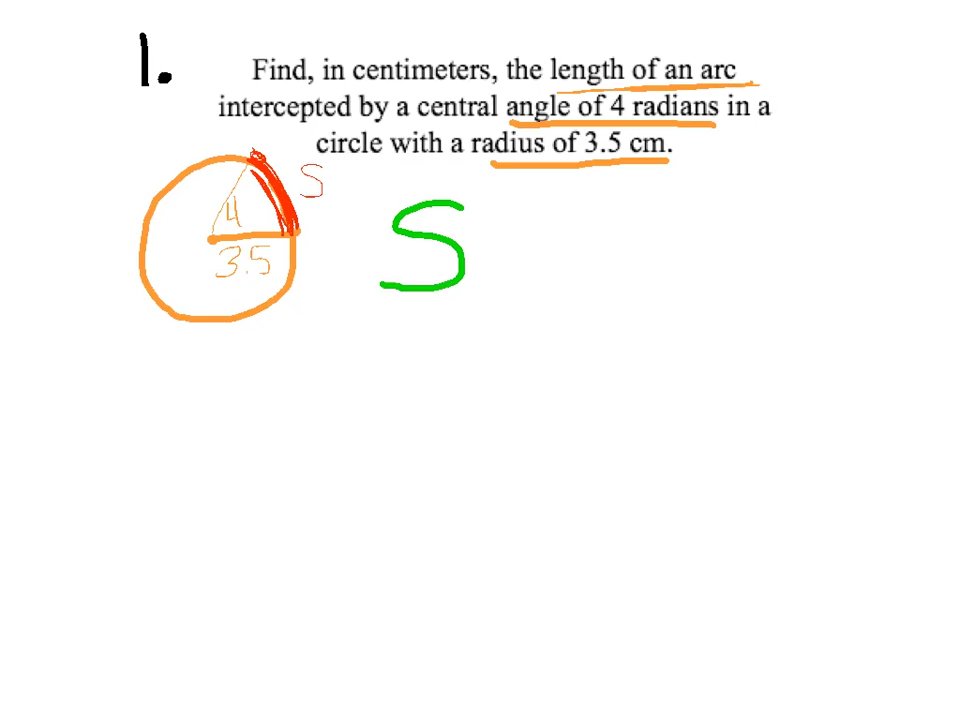 1.
Find, in centimeters, the length of an arc
intercepted by a central angle of 4 radians in a
circle with a radius of 3.5 cm.
S
4
3.5
S